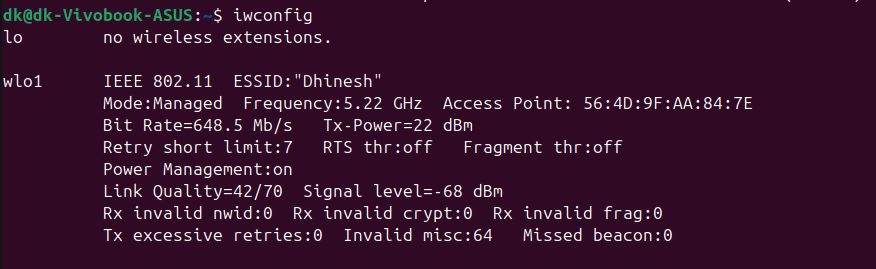 dk@dk-Vivobook-ASUS:~$ iwconfig
lo        no wireless extensions.
wlo1      IEEE 802.11  ESSID:"Dhinesh"
          Mode:Managed  Frequency:5.22 GHz  Access Point: 56:4D:9F:AA:84:7E
          Bit Rate=648.5 Mb/s   Tx-Power=22 dBm
          Retry short limit:7   RTS thr:off   Fragment thr:off
          Power Management:on
          Link Quality=42/70  Signal level=-68 dBm
          Rx invalid nwid:0  Rx invalid crypt:0  Rx invalid frag:0
          Tx excessive retries:0  Invalid misc:64   Missed beacon:0